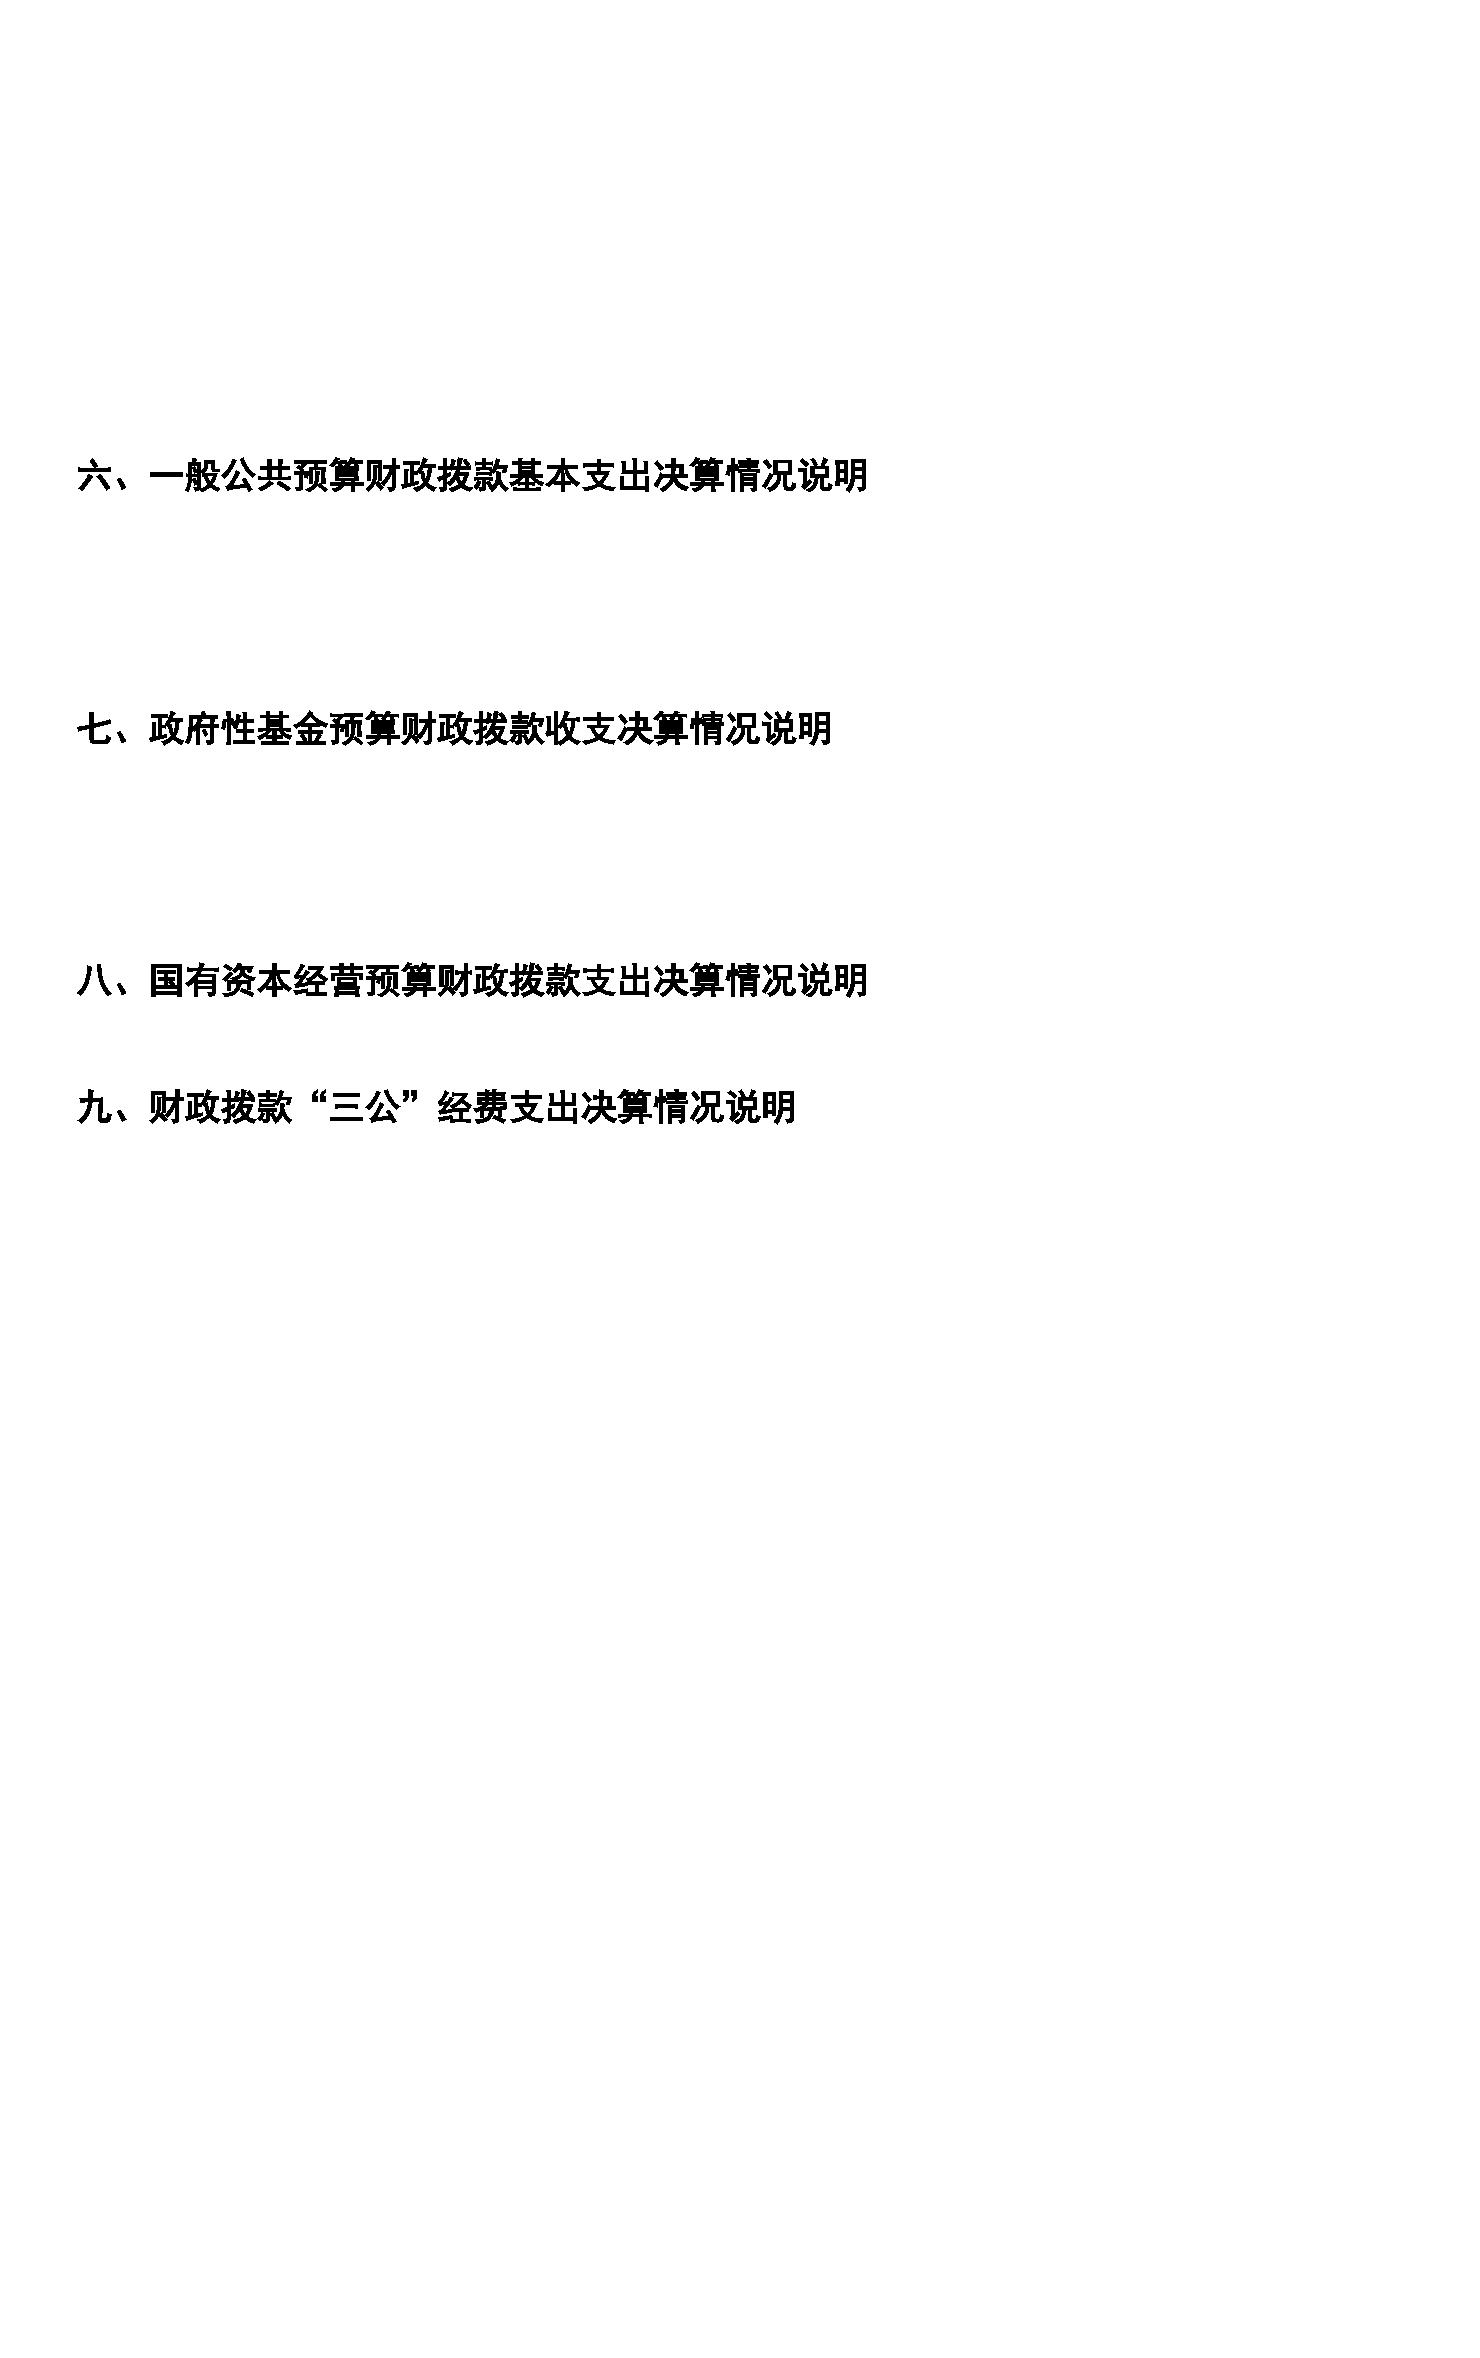 六、一般公共预算财政拨款基本支出决算情况说明
七、政府性基金预算财政拨款收支决算情况说明
八、国有资本经营预算财政拨款支出决算情况说明
九、财政拨款“三公”经费支出决算情况说明